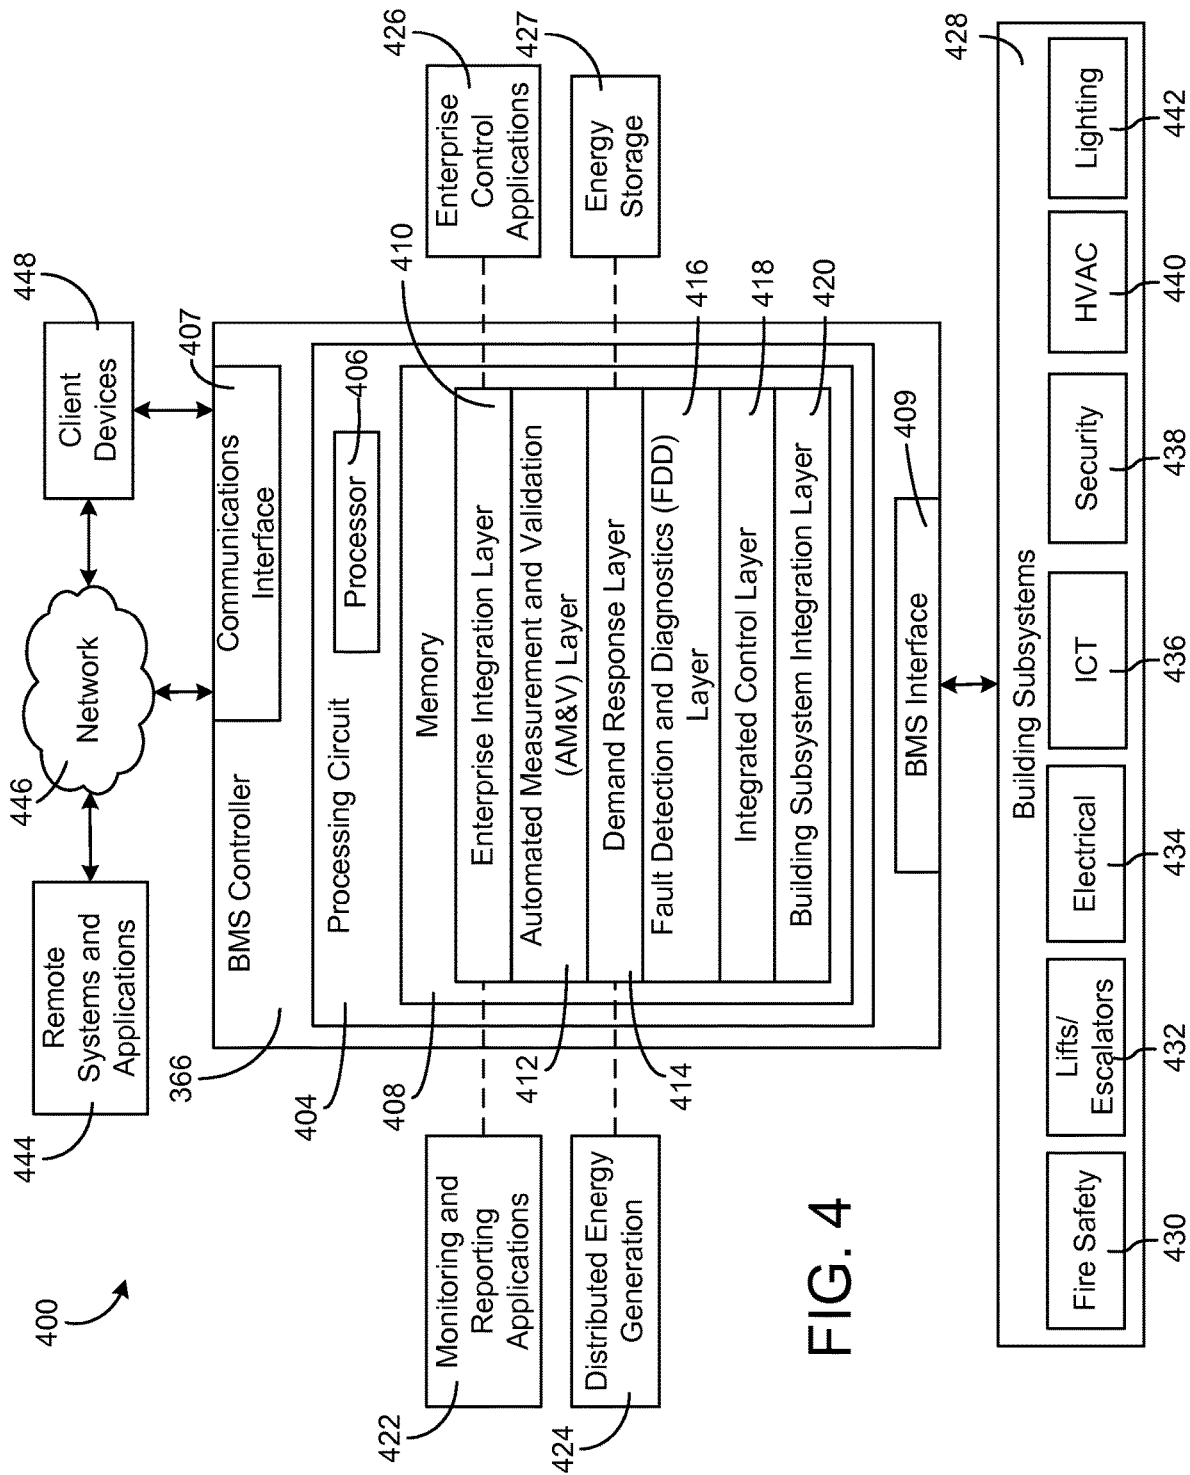 400
444
Remote
Systems and
Applications
446
Network
448
Client
Devices
366
BMS Controller
407
Communications
Interface
404
Processing Circuit
Processor
406
408
Memory
410
Enterprise Integration Layer
412
Automated Measurement and Validation
(AM&V) Layer
414
Demand Response Layer
416
Fault Detection and Diagnostics (FDD)
Layer
418
Integrated Control Layer
420
Building Subsystem Integration Layer
422
Monitoring and
Reporting
Applications
424
Distributed Energy
Generation
426
Enterprise
Control
Applications
427
Energy
Storage
409
BMS Interface
428
Building Subsystems
Fire Safety
Lifts/
Escalators
Electrical
ICT
Security
HVAC
Lighting
430
432
434
436
438
440
442
FIG. 4